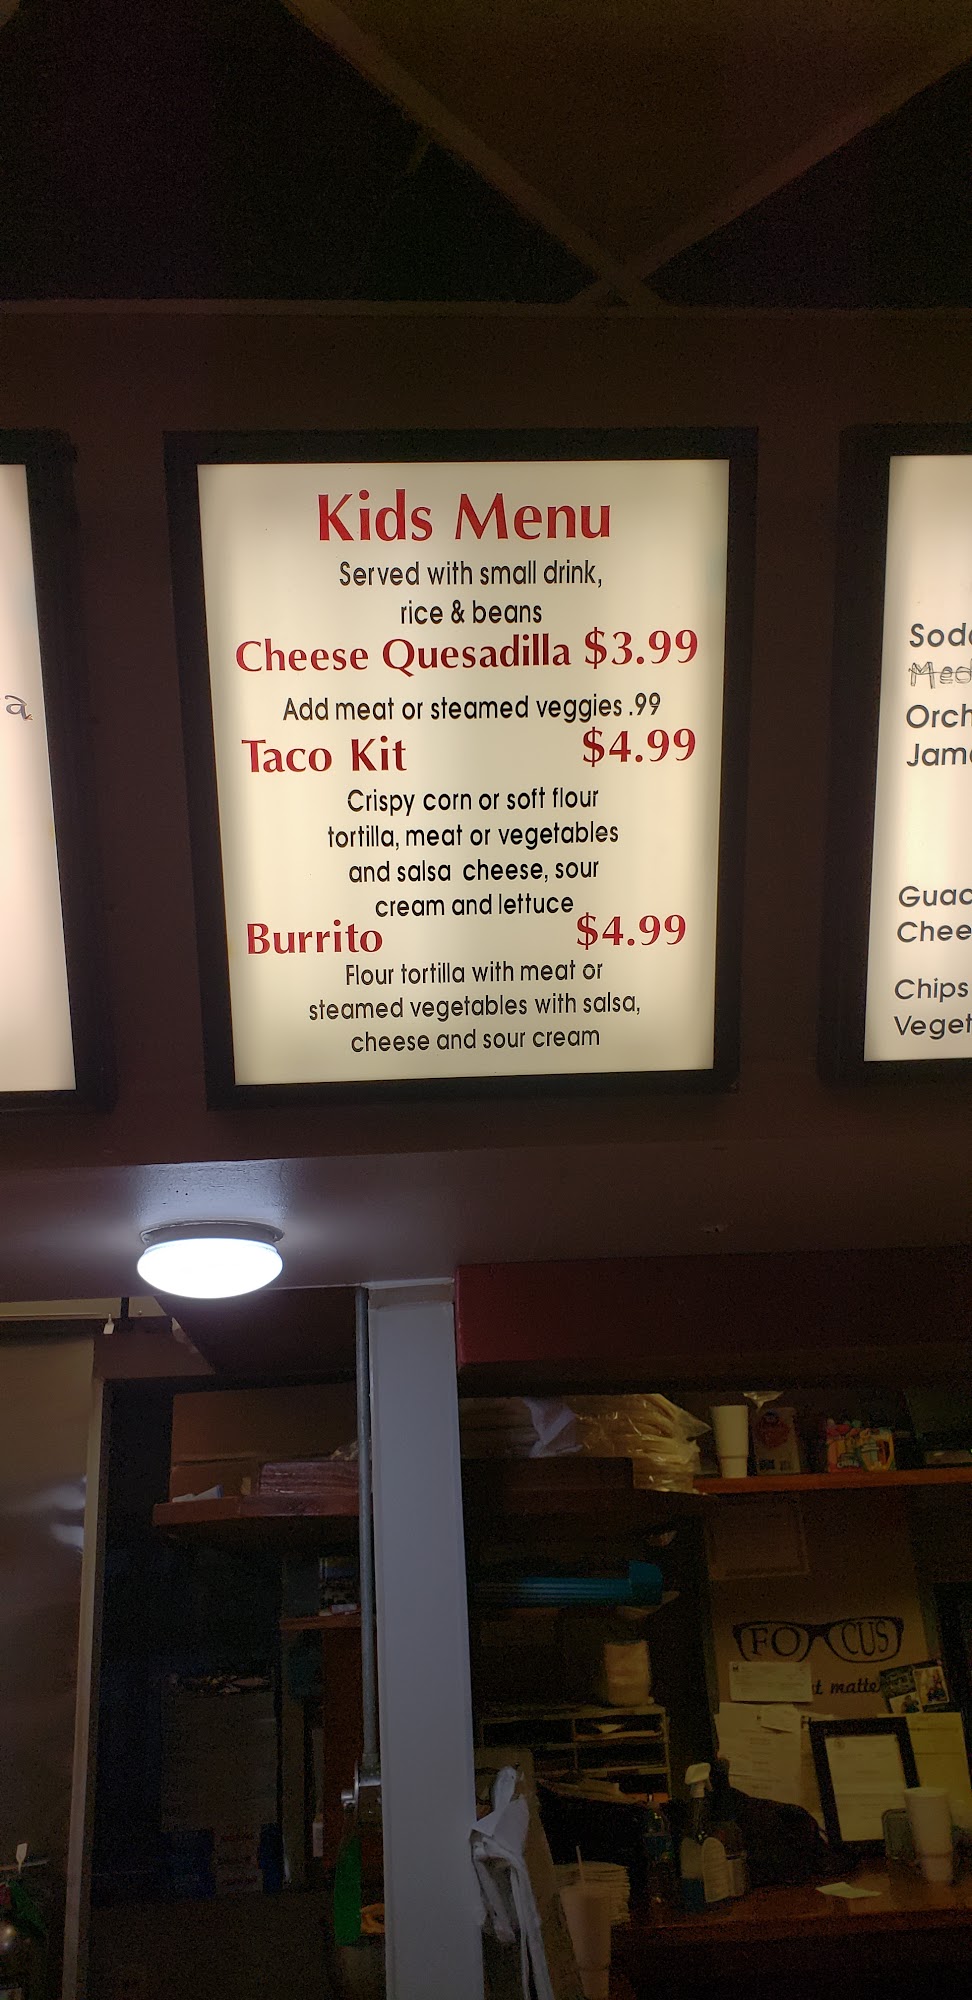 Kids Menu
Served with small drink,
rice & beans
Cheese Quesadilla $3.99
Add meat or steamed veggies .99
Taco Kit $4.99
Crispy corn or soft flour
tortilla, meat or vegetables
and salsa cheese, sour
cream and lettuce
Burrito $4.99
Flour tortilla with meat or
steamed vegetables with salsa,
cheese and sour cream
a
Chips
FOCUS